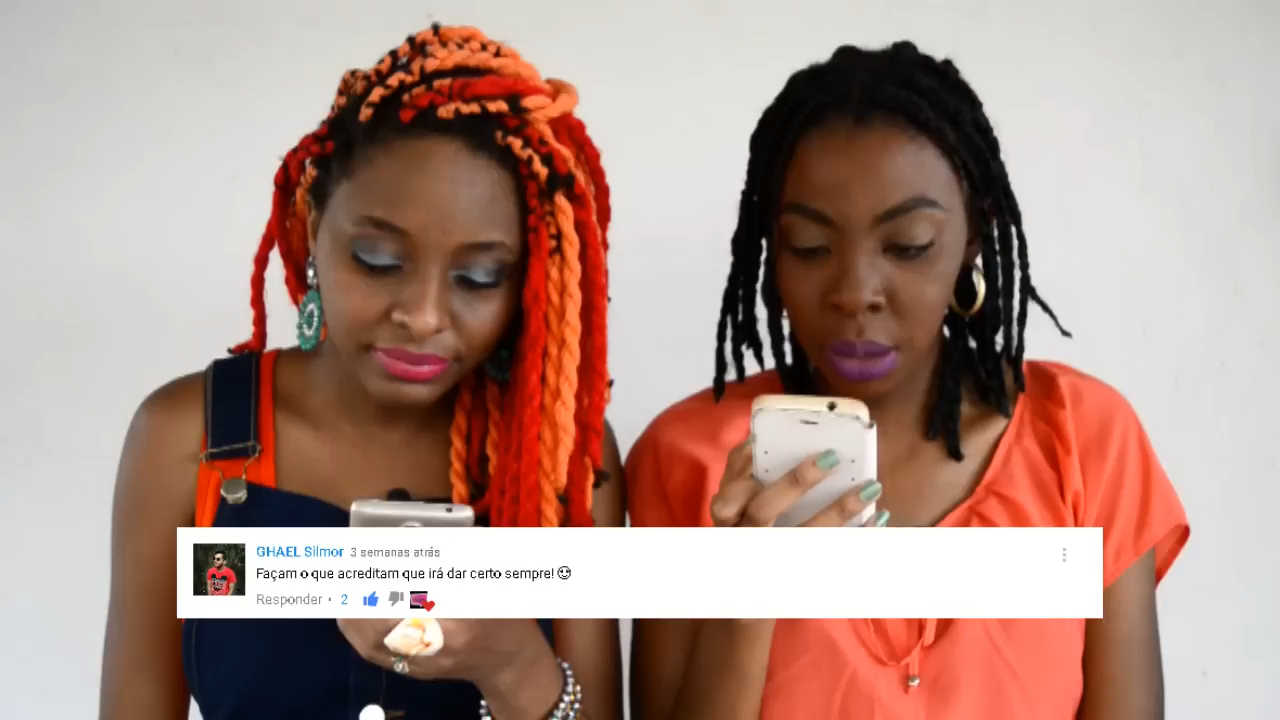 GHAEL Silmor 3 semanas atrás
Façam o que acreditam que irá dar certo sempre!
Responder • 2